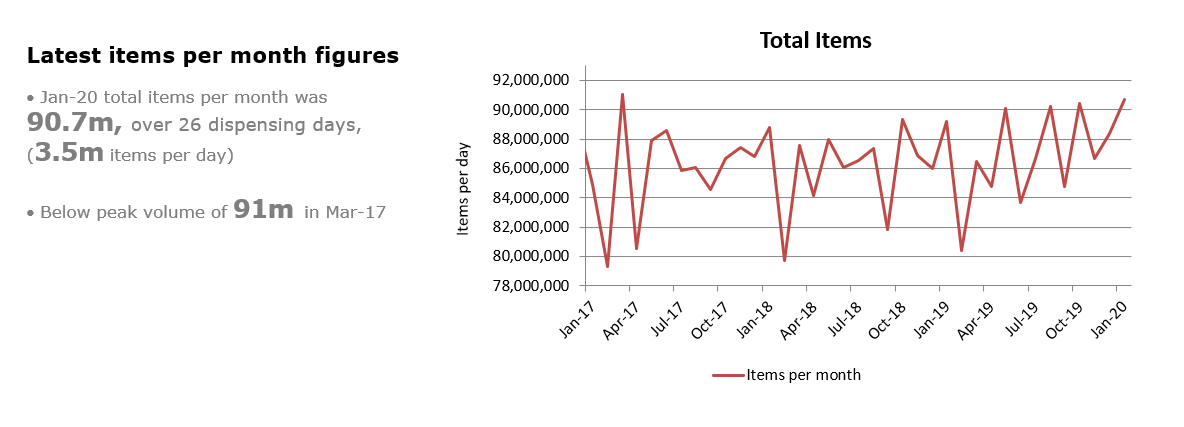 Latest items per month figures
• Jan-20 total items per month was
90.7m, over 26 dispensing days,
(3.5m items per day)
• Below peak volume of 91m in Mar-17
Total Items
Items per day
92,000,000
90,000,000
88,000,000
86,000,000
84,000,000
82,000,000
80,000,000
78,000,000
Jan-17
Apr-17
Jul-17
Oct-17
Jan-18
Apr-18
Jul-18
Oct-18
Jan-19
Apr-19
Jul-19
Oct-19
Jan-20
Items per month